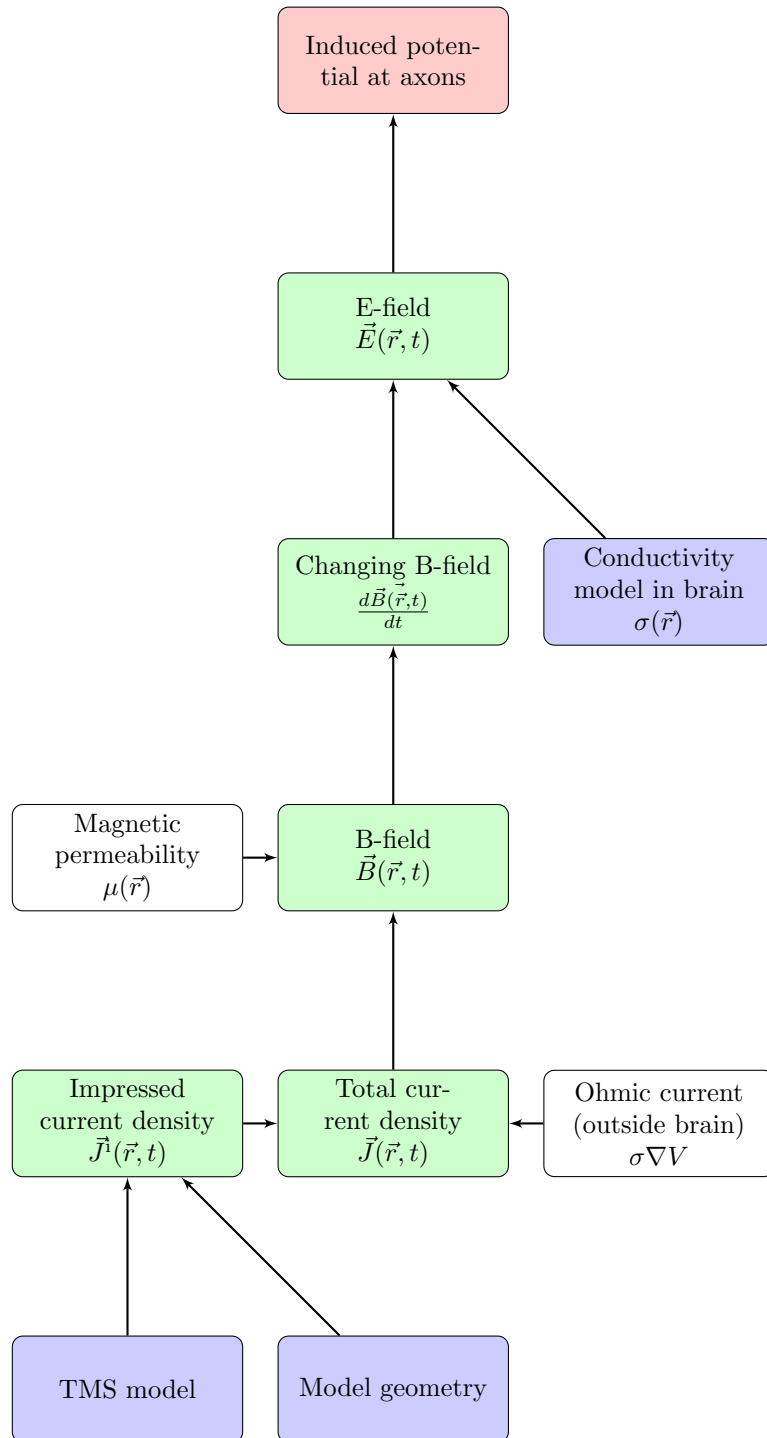 Induced poten-
tial at axons
E-field
$\vec{E}(\vec{r}, t)$
Changing B-field
$\frac{d\vec{B}(\vec{\vec{r}},t)}{dt}$
Conductivity
model in brain
$\sigma(\vec{r})$
Magnetic
permeability
$\mu(\vec{r})$
B-field
$\vec{B}(\vec{r}, t)$
Impressed
current density
$\vec{J}^{\mathrm{i}}(\vec{r}, t)$
Total cur-
rent density
$\vec{J}(\vec{r}, t)$
Ohmic current
(outside brain)
$\sigma \nabla V$
TMS model
Model geometry